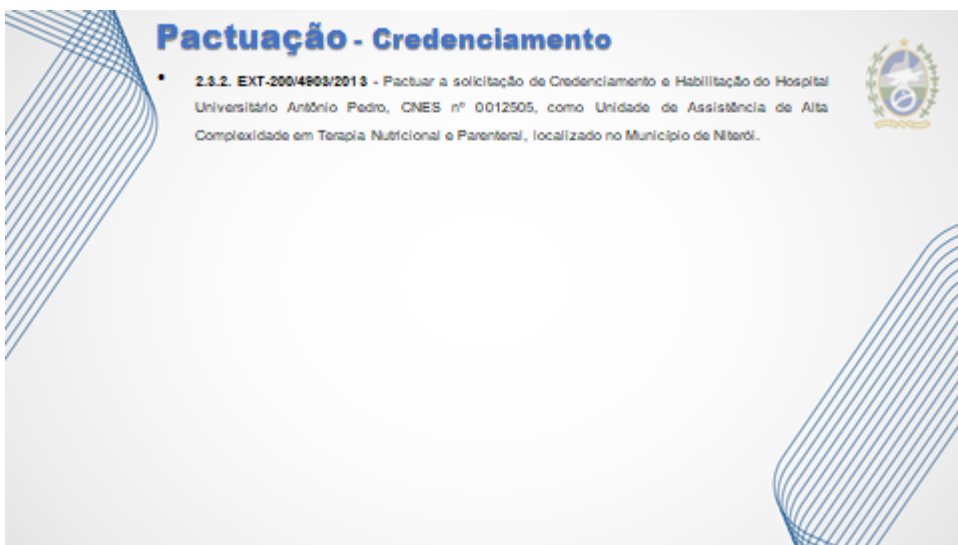 Pactuação - Credenciamento
• 2.3.2. EXT-200/4903/2013 - Pactuar a solicitação de Credenciamento e Habilitação do Hospital
Universitário Antônio Pedro, CNES nº 0012505, como Unidade de Assistência de Alta
Complexidade em Terapia Nutricional e Parenteral, localizado no Município de Niterói.